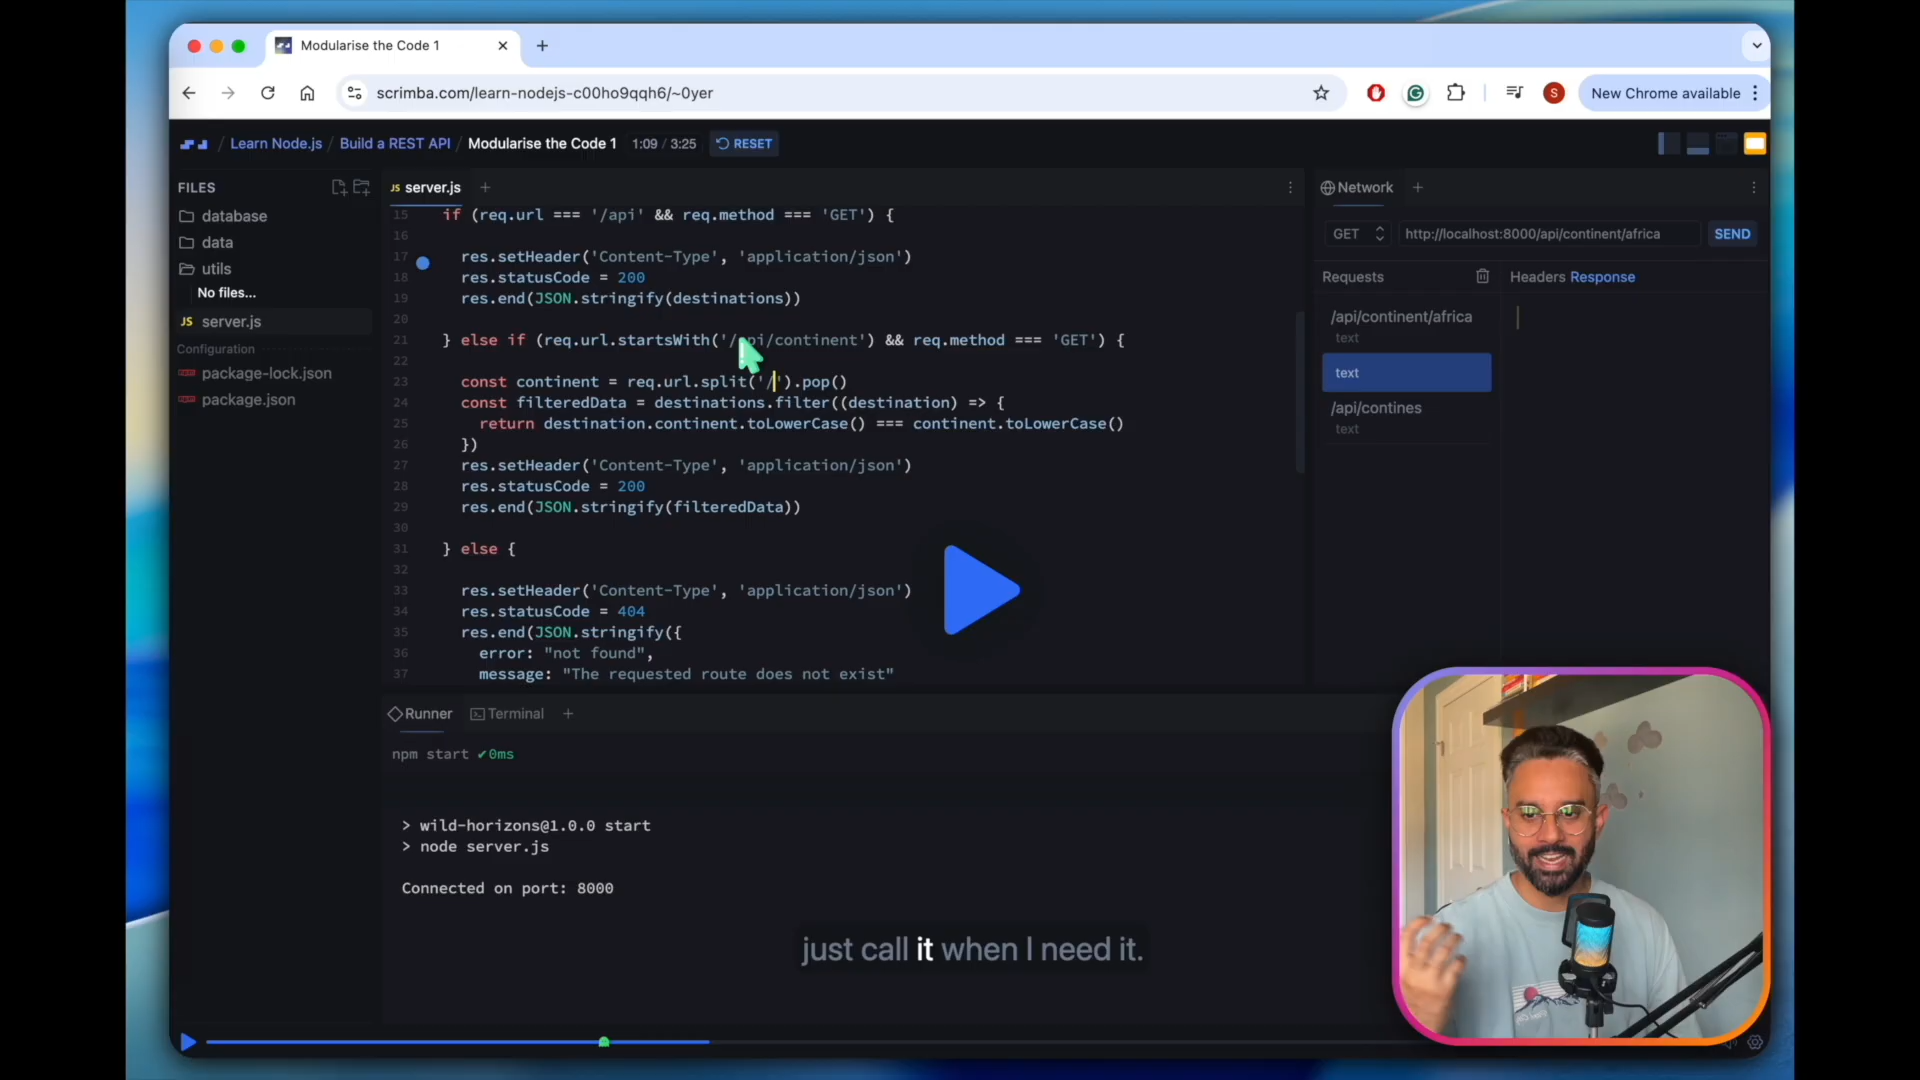 Modularise the Code 1
scrimba.com/learn-nodejs-c00ho9qqh6/~0yer
S
New Chrome available
/ Learn Node.js / Build a REST API / Modularise the Code 1 1:09 / 3:25 RESET
FILES
database
data
utils
No files...
JS server.js
Configuration
package-lock.json
package.json
JS server.js
15 if (req.url === '/api' && req.method === 'GET') {
16
17 res.setHeader('Content-Type', 'application/json')
18 res.statusCode = 200
19 res.end(JSON.stringify(destinations))
20
21 } else if (req.url.startsWith('/api/continent') && req.method === 'GET') {
22
23 const continent = req.url.split('/').pop()
24 const filteredData = destinations.filter((destination) => {
25 return destination.continent.toLowerCase() === continent.toLowerCase()
26 })
27 res.setHeader('Content-Type', 'application/json')
28 res.statusCode = 200
29 res.end(JSON.stringify(filteredData))
30
31 } else {
32
33 res.setHeader('Content-Type', 'application/json')
34 res.statusCode = 404
35 res.end(JSON.stringify({
36 error: "not found",
37 message: "The requested route does not exist"
Network
GET http://localhost:8000/api/continent/africa SEND
Requests
Headers Response
/api/continent/africa
text
text
/api/contines
text
Runner Terminal
npm start ✔0ms
> wild-horizons@1.0.0 start
> node server.js
Connected on port: 8000
just call it when I need it.